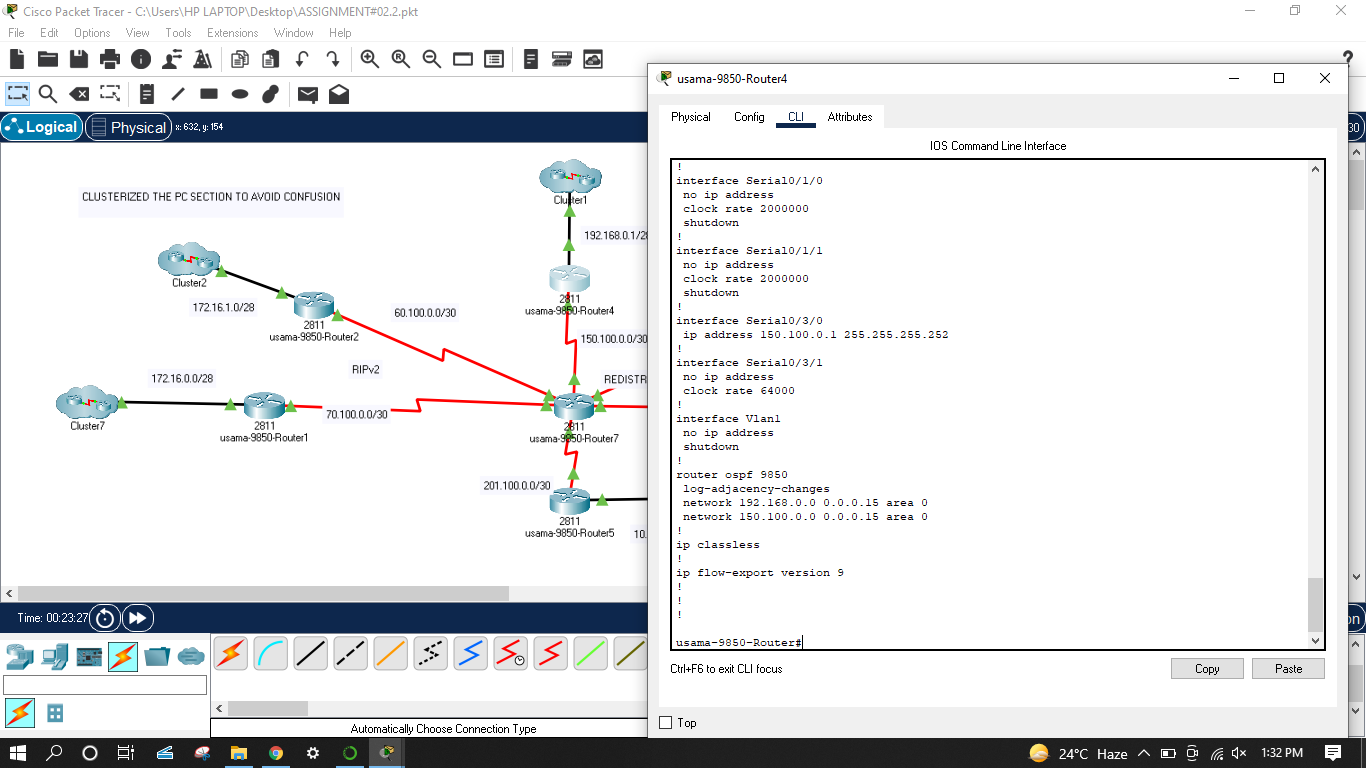 Cisco Packet Tracer - C:\Users\HP LAPTOP\Desktop\ASSIGNMENT#02.2.pkt
File Edit Options View Tools Extensions Window Help
Logical Physical x: 632, y: 154
CLUSTERIZED THE PC SECTION TO AVOID CONFUSION
Cluster1
192.168.0.1/28
Cluster2
172.16.1.0/28
2811
usama-9850-Router4
60.100.0.0/30
2811
usama-9850-Router2
150.100.0.0/30
RIPv2
172.16.0.0/28
REDISTR
Cluster7
70.100.0.0/30
2811
usama-9850-Router1
2811
usama-9850-Router7
201.100.0.0/30
2811
usama-9850-Router5
10.
Time: 00:23:27
Automatically Choose Connection Type
usama-9850-Router4
Physical Config CLI Attributes
IOS Command Line Interface
!
interface Serial0/1/0
no ip address
clock rate 2000000
shutdown
!
interface Serial0/1/1
no ip address
clock rate 2000000
shutdown
!
interface Serial0/3/0
ip address 150.100.0.1 255.255.255.252
!
interface Serial0/3/1
no ip address
clock rate 64000
!
interface Vlan1
no ip address
shutdown
!
router ospf 9850
log-adjacency-changes
network 192.168.0.0 0.0.0.15 area 0
network 150.100.0.0 0.0.0.15 area 0
!
ip classless
!
ip flow-export version 9
!
!
!
usama-9850-Router#
Ctrl+F6 to exit CLI focus
Copy Paste
Top
30
on
24°C Haze 1:32 PM